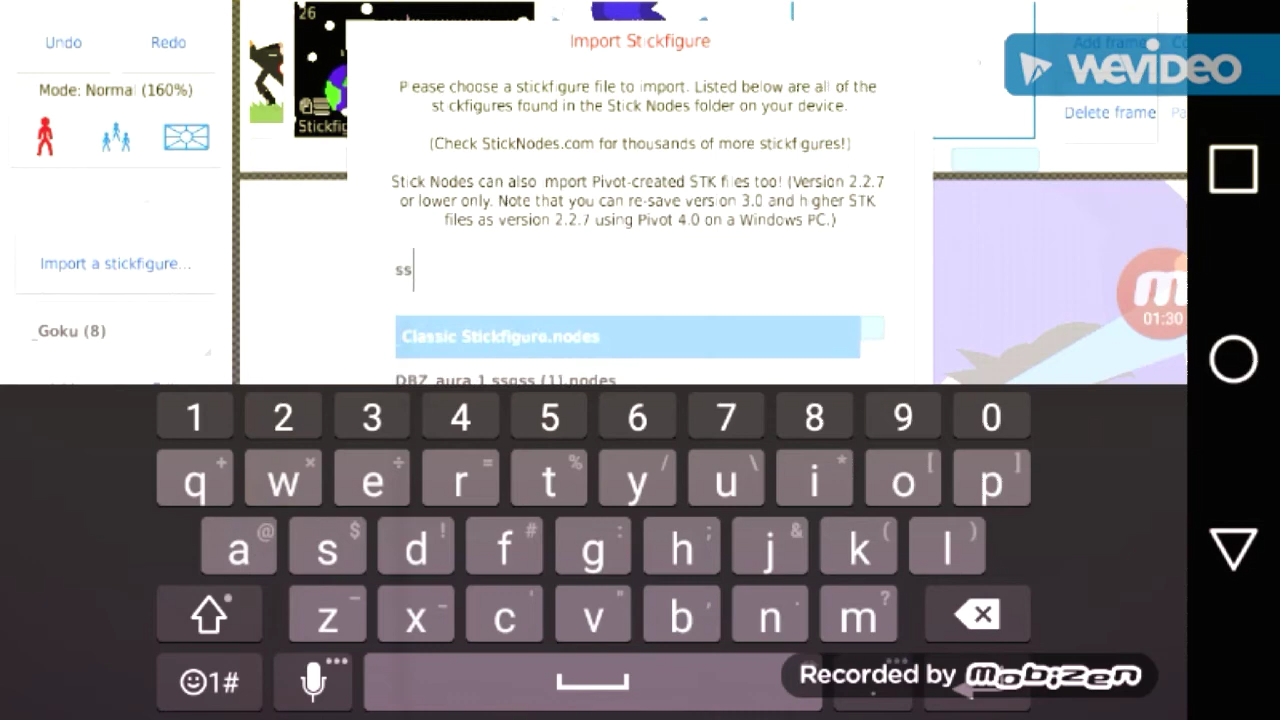 Undo
Redo
Mode: Normal (160%)
Import a stickfigure...
_Goku (8)
26
Stickfig
Import Stickfigure
Please choose a stickfigure file to import. Listed below are all of the
stickfigures found in the Stick Nodes folder on your device.
(Check StickNodes.com for thousands of more stickfigures!)
Stick Nodes can also import Pivot-created STK files too! (Version 2.2.7
or lower only. Note that you can re-save version 3.0 and higher STK
files as version 2.2.7 using Pivot 4.0 on a Windows PC.)
ss
Classic Stickfigure.nodes
DBZ aura 1 ssgss (1).nodes
Add frame
Delete frame
WEVIDEO
m
01:30
1 2 3 4 5 6 7 8 9 0
q + w × e ÷ r = t % y / u \ i * o [ p ]
a @ s $ d ! f # g : h ; j & k ( l )
z x c v b n m ?
1#
Recorded by mobizen